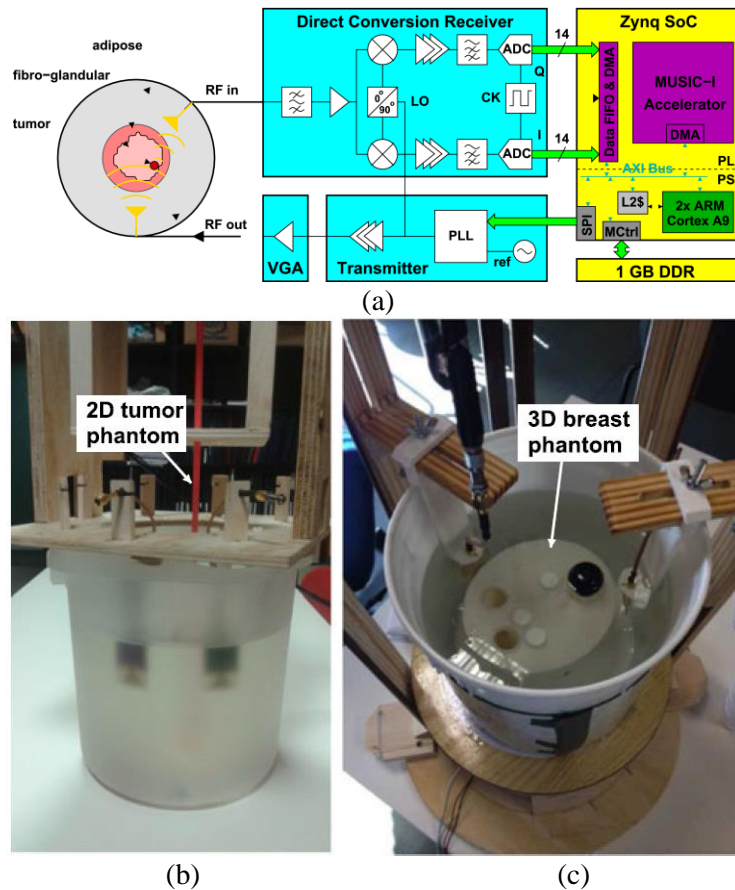 adipose
fibro-glandular
tumor
RF in
RF out
Direct Conversion Receiver
ADC
14
Q
0°
90°
LO
CK
I
ADC
14
VGA
Transmitter
PLL
ref
Zynq SoC
Data FIFO & DMA
MUSIC-I
Accelerator
DMA
PL
AXI Bus
PS
SPI
L2$
MCtrl
2x ARM
Cortex A9
1 GB DDR
(a)
2D tumor
phantom
3D breast
phantom
(b)
(c)